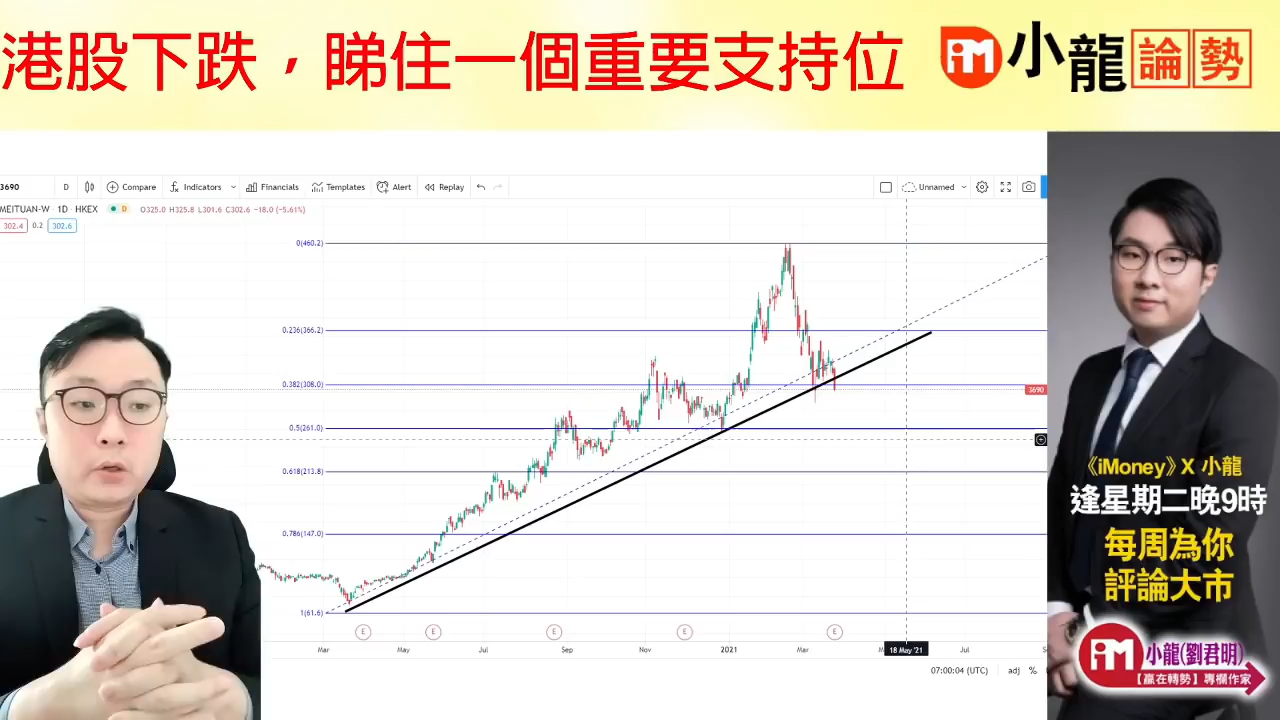 港股下跌，睇住一個重要支持位
iM 小龍論勢
3690 D Compare Indicators Financials Templates Alert Replay Unnamed
MEITUAN-W · 1D · HKEX D O325.0 H325.8 L301.6 C302.6 −18.0 (−5.61%)
302.4 0.2 302.6
0(460.2)
0.236(366.2)
0.382(308.0)
3690
0.5(261.0)
0.618(213.8)
0.786(147.0)
1(61.6)
E E E E E
Mar May Jul Sep Nov 2021 Mar M 18 May '21 Jul S
07:00:04 (UTC) adj %
《iMoney》X 小龍
逢星期二晚9時
每周為你
評論大市
iM 小龍(劉君明)
【贏在轉勢】專欄作家